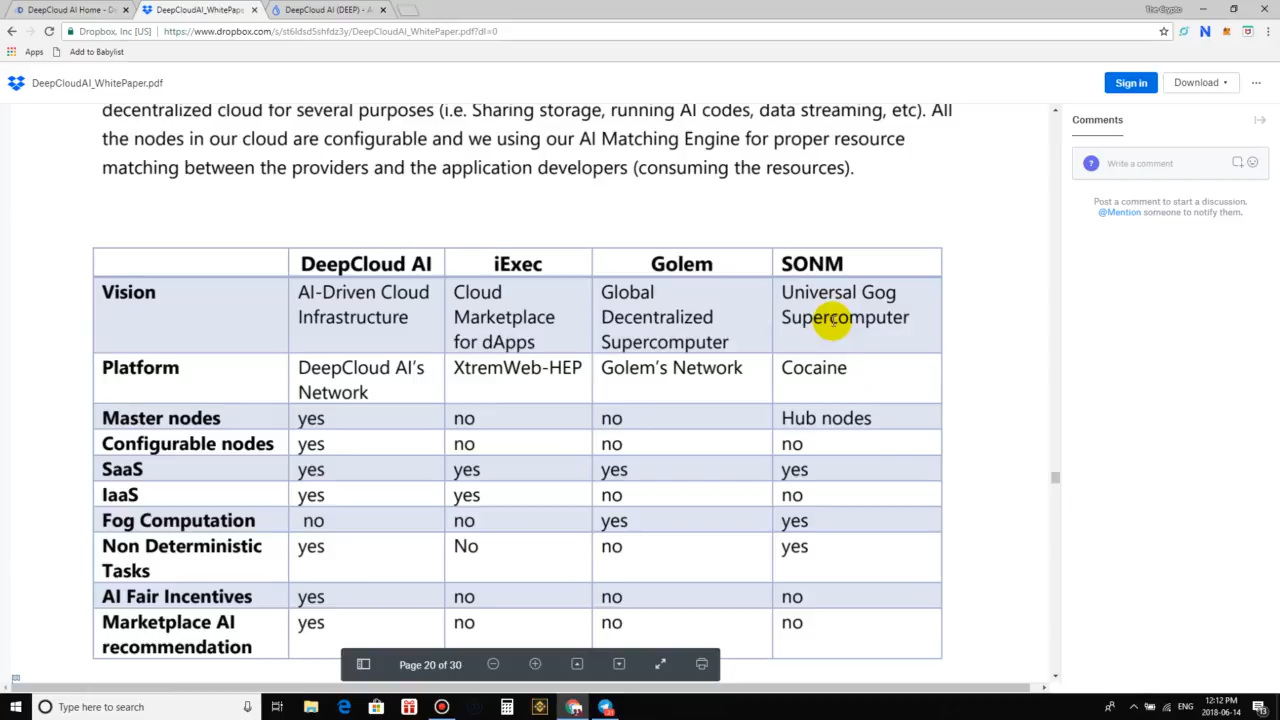 DeepCloud AI Home - D
DeepCloudAI_WhitePaper
DeepCloud AI (DEEP) - A
The Crypto
Dropbox, Inc [US] https://www.dropbox.com/s/st6ldsd5shfdz3y/DeepCloudAI_WhitePaper.pdf?dl=0
Apps Add to Babylist
DeepCloudAI_WhitePaper.pdf
Sign in
Download
decentralized cloud for several purposes (i.e. Sharing storage, running AI codes, data streaming, etc). All
the nodes in our cloud are configurable and we using our AI Matching Engine for proper resource
matching between the providers and the application developers (consuming the resources).
DeepCloud AI iExec Golem SONM
Vision AI-Driven Cloud Cloud Global Universal Gog
Infrastructure Marketplace Decentralized Supercomputer
for dApps Supercomputer
Platform DeepCloud AI’s XtremWeb-HEP Golem’s Network Cocaine
Network
Master nodes yes no no Hub nodes
Configurable nodes yes no no no
SaaS yes yes yes yes
IaaS yes yes no no
Fog Computation no no yes yes
Non Deterministic yes No no yes
Tasks
AI Fair Incentives yes no no no
Marketplace AI yes no no no
recommendation
Page 20 of 30
Comments
Write a comment
Post a comment to start a discussion.
@Mention someone to notify them.
Type here to search
ENG
12:12 PM
2018-06-14